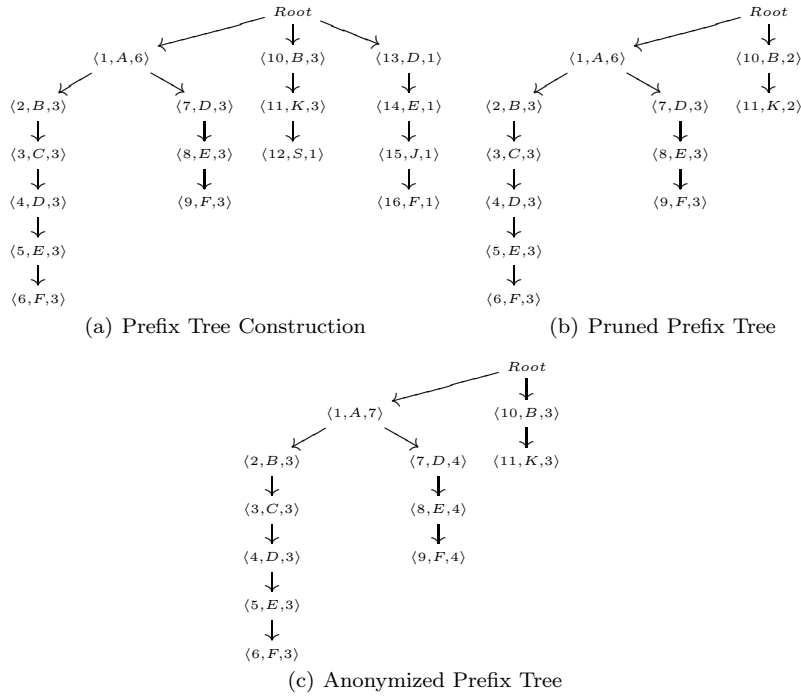 Root Root
⟨1,A,6⟩ ⟨10,B,3⟩ ⟨13,D,1⟩ ⟨1,A,6⟩ ⟨10,B,2⟩
⟨2,B,3⟩ ⟨7,D,3⟩ ⟨11,K,3⟩ ⟨14,E,1⟩ ⟨2,B,3⟩ ⟨7,D,3⟩ ⟨11,K,2⟩
⟨3,C,3⟩ ⟨8,E,3⟩ ⟨12,S,1⟩ ⟨15,J,1⟩ ⟨3,C,3⟩ ⟨8,E,3⟩
⟨4,D,3⟩ ⟨9,F,3⟩ ⟨16,F,1⟩ ⟨4,D,3⟩ ⟨9,F,3⟩
⟨5,E,3⟩ ⟨5,E,3⟩
⟨6,F,3⟩ ⟨6,F,3⟩
(a) Prefix Tree Construction (b) Pruned Prefix Tree
Root
⟨1,A,7⟩ ⟨10,B,3⟩
⟨2,B,3⟩ ⟨7,D,4⟩ ⟨11,K,3⟩
⟨3,C,3⟩ ⟨8,E,4⟩
⟨4,D,3⟩ ⟨9,F,4⟩
⟨5,E,3⟩
⟨6,F,3⟩
(c) Anonymized Prefix Tree